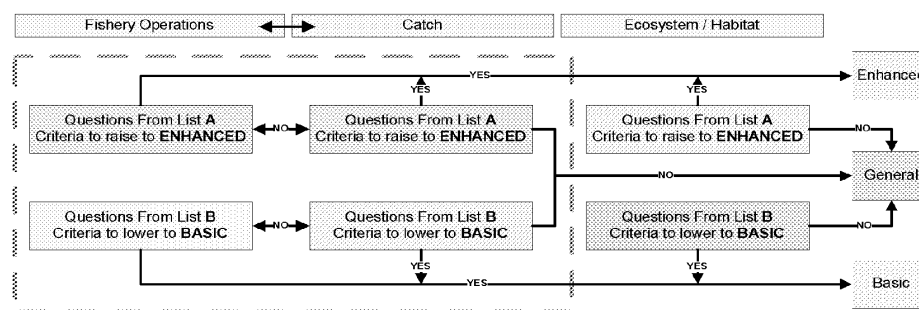 Fishery Operations
Catch
Ecosystem / Habitat
YES
Enhanced
YES
YES
Questions From List A
Criteria to raise to ENHANCED
NO
Questions From List A
Criteria to raise to ENHANCED
Questions From List A
Criteria to raise to ENHANCED
NO
NO
General
Questions From List B
Criteria to lower to BASIC
NO
Questions From List B
Criteria to lower to BASIC
Questions From List B
Criteria to lower to BASIC
NO
YES
YES
YES
Basic